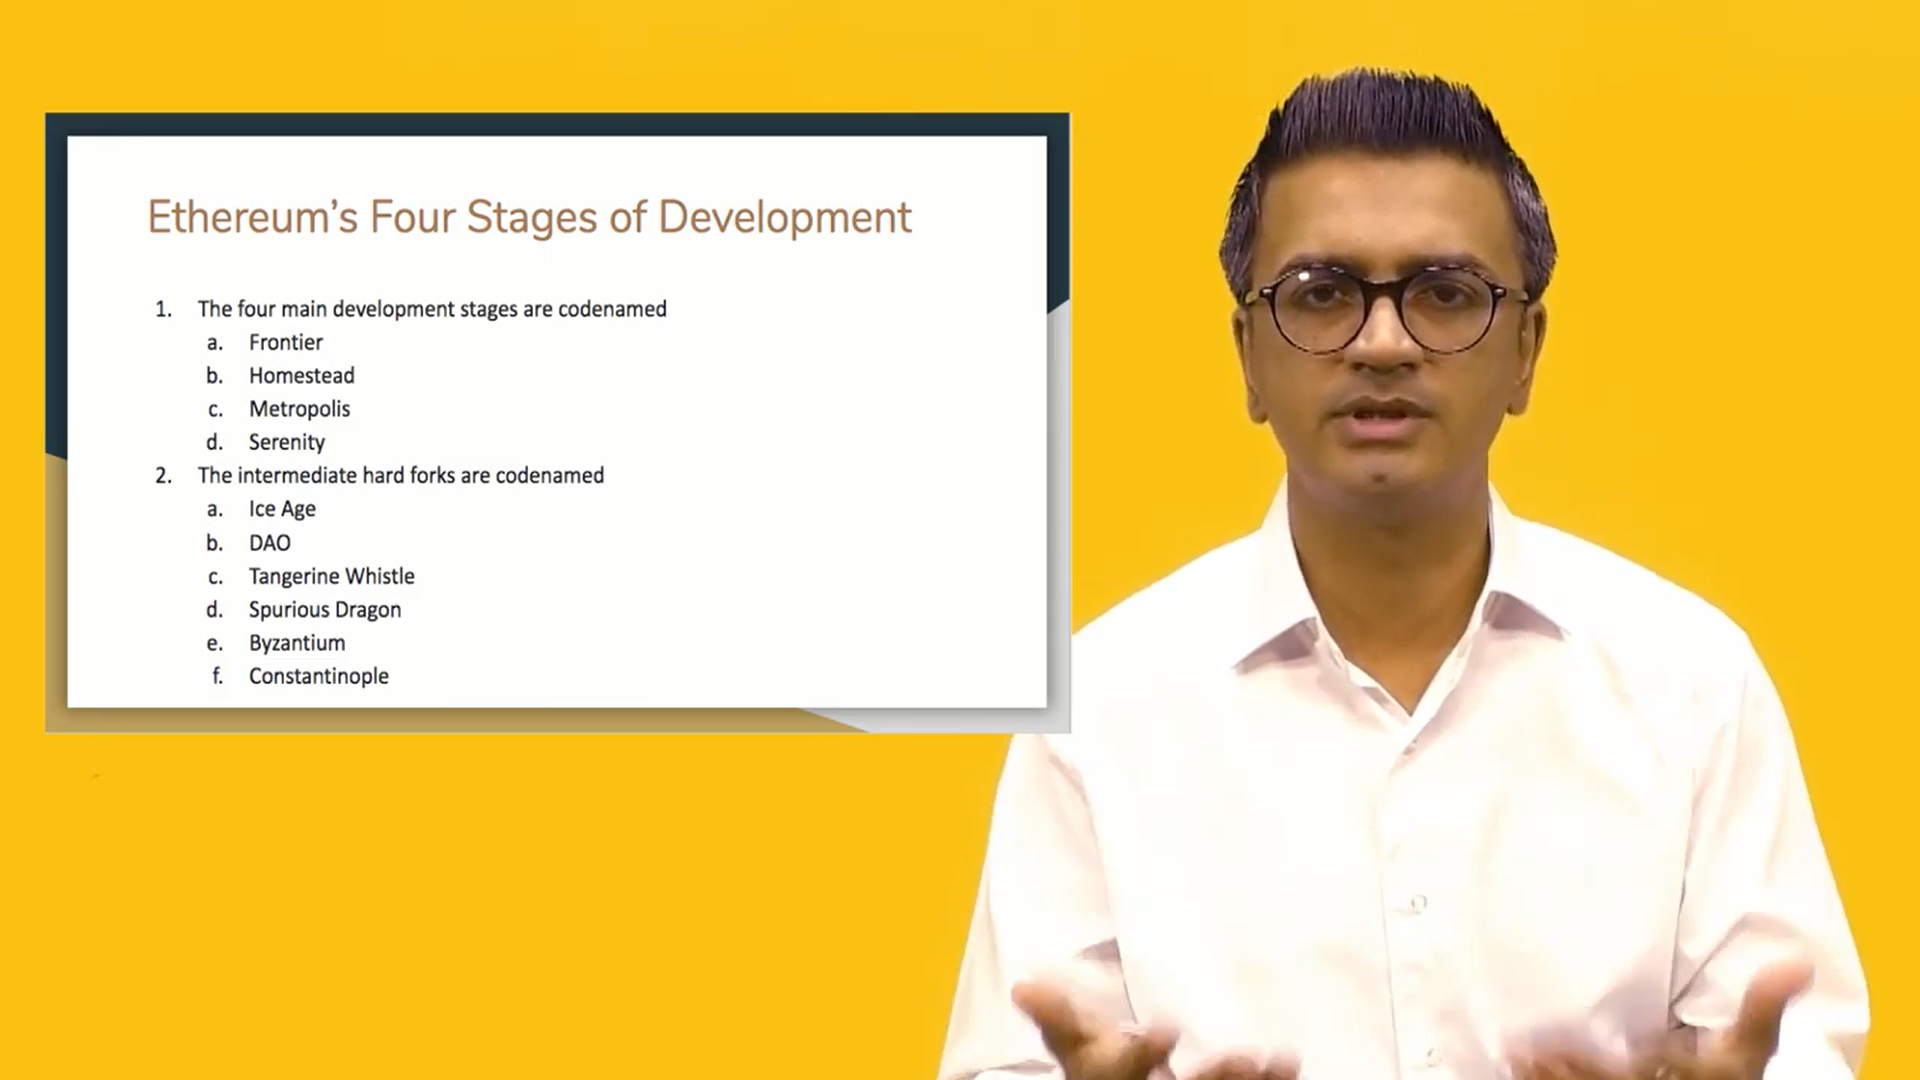 Ethereum’s Four Stages of Development
1. The four main development stages are codenamed
a. Frontier
b. Homestead
c. Metropolis
d. Serenity
2. The intermediate hard forks are codenamed
a. Ice Age
b. DAO
c. Tangerine Whistle
d. Spurious Dragon
e. Byzantium
f. Constantinople